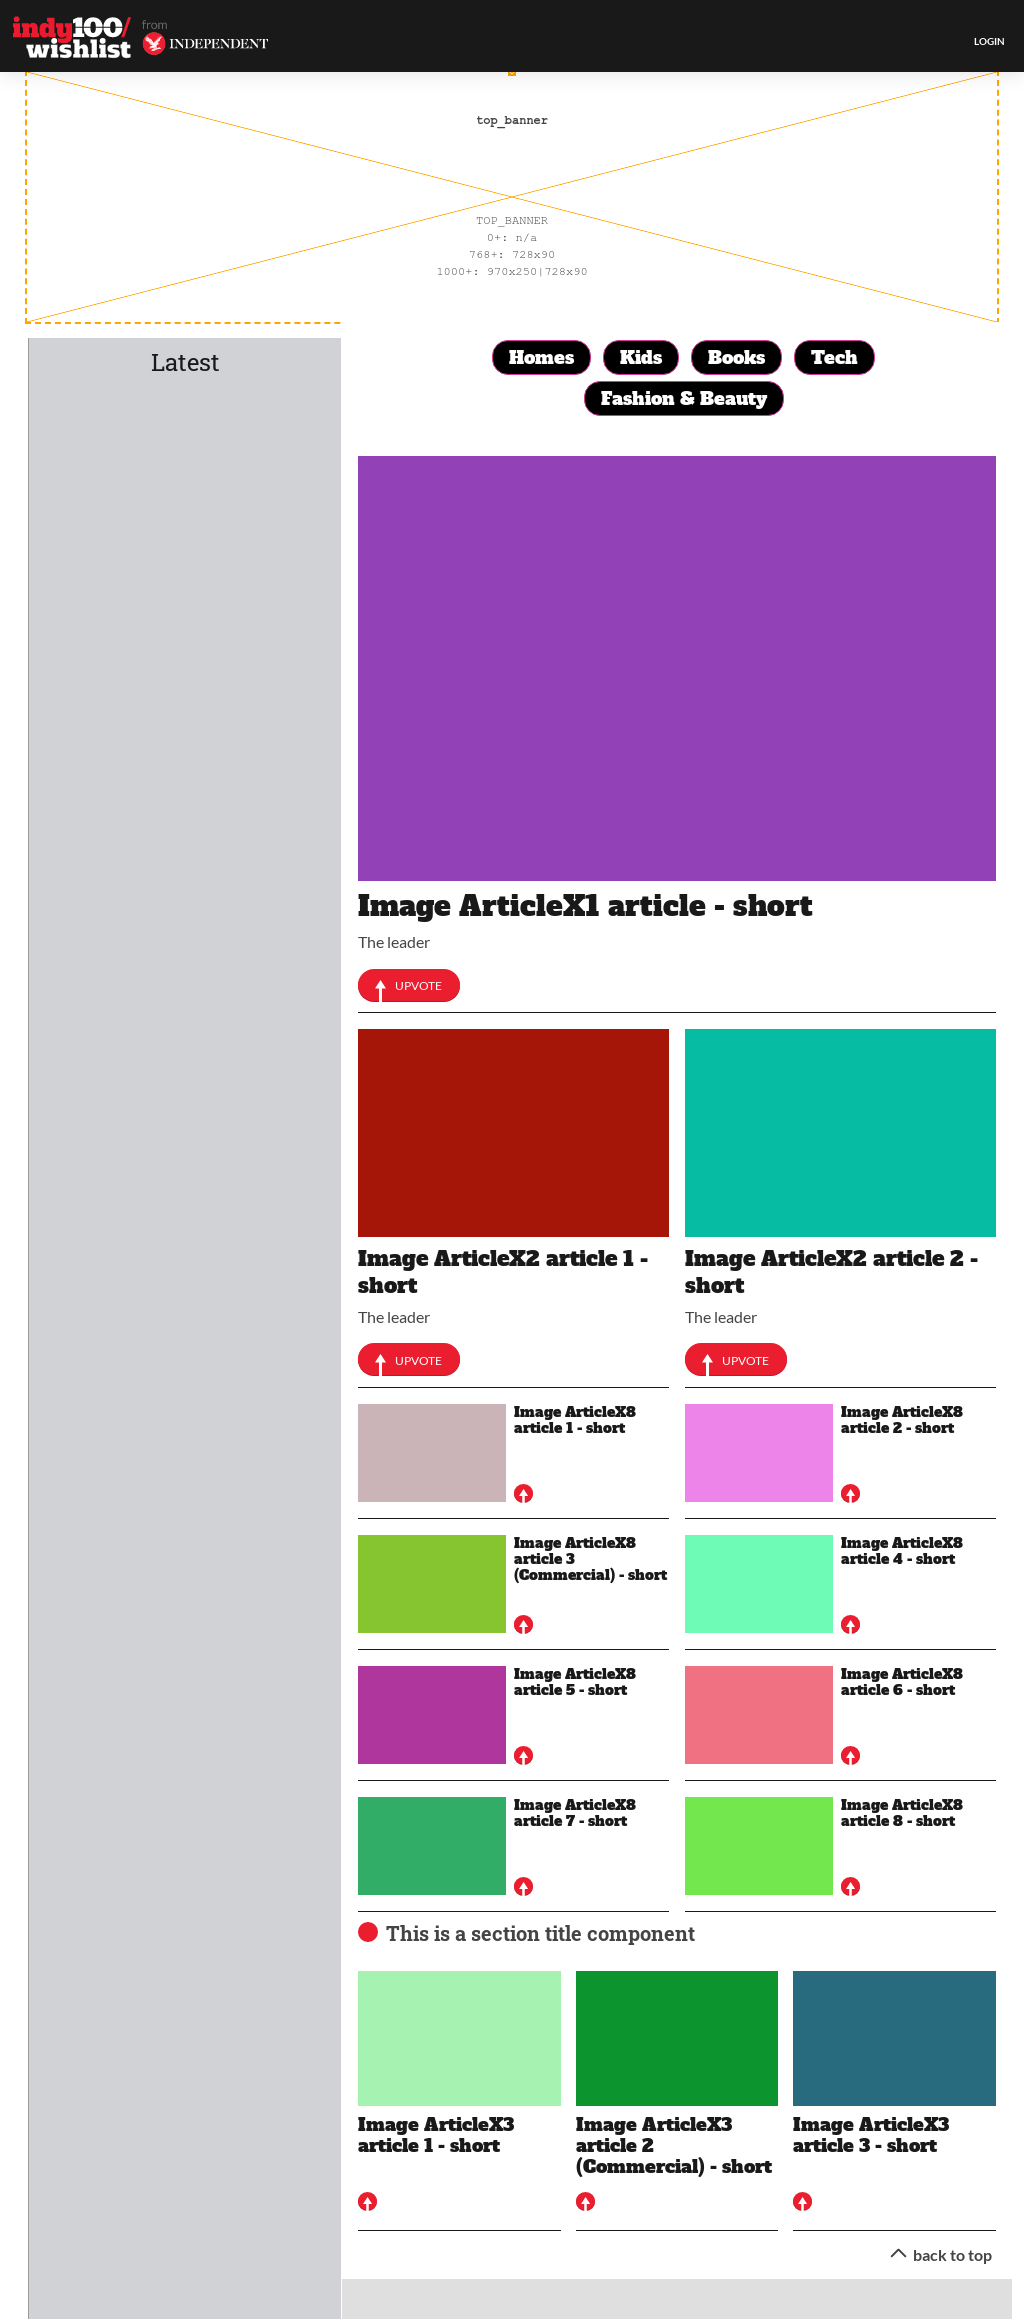 indy100/
wishlist
from
INDEPENDENT
LOGIN
top_banner
TOP_BANNER
0+: n/a
768+: 728x90
1000+: 970x250|728x90
Latest
Homes
Kids
Books
Tech
Fashion & Beauty
Image ArticleX1 article - short
The leader
UPVOTE
Image ArticleX2 article 1 -
short
The leader
UPVOTE
Image ArticleX2 article 2 -
short
The leader
UPVOTE
Image ArticleX8
article 1 - short
Image ArticleX8
article 2 - short
Image ArticleX8
article 3
(Commercial) - short
Image ArticleX8
article 4 - short
Image ArticleX8
article 5 - short
Image ArticleX8
article 6 - short
Image ArticleX8
article 7 - short
Image ArticleX8
article 8 - short
This is a section title component
Image ArticleX3
article 1 - short
Image ArticleX3
article 2
(Commercial) - short
Image ArticleX3
article 3 - short
back to top